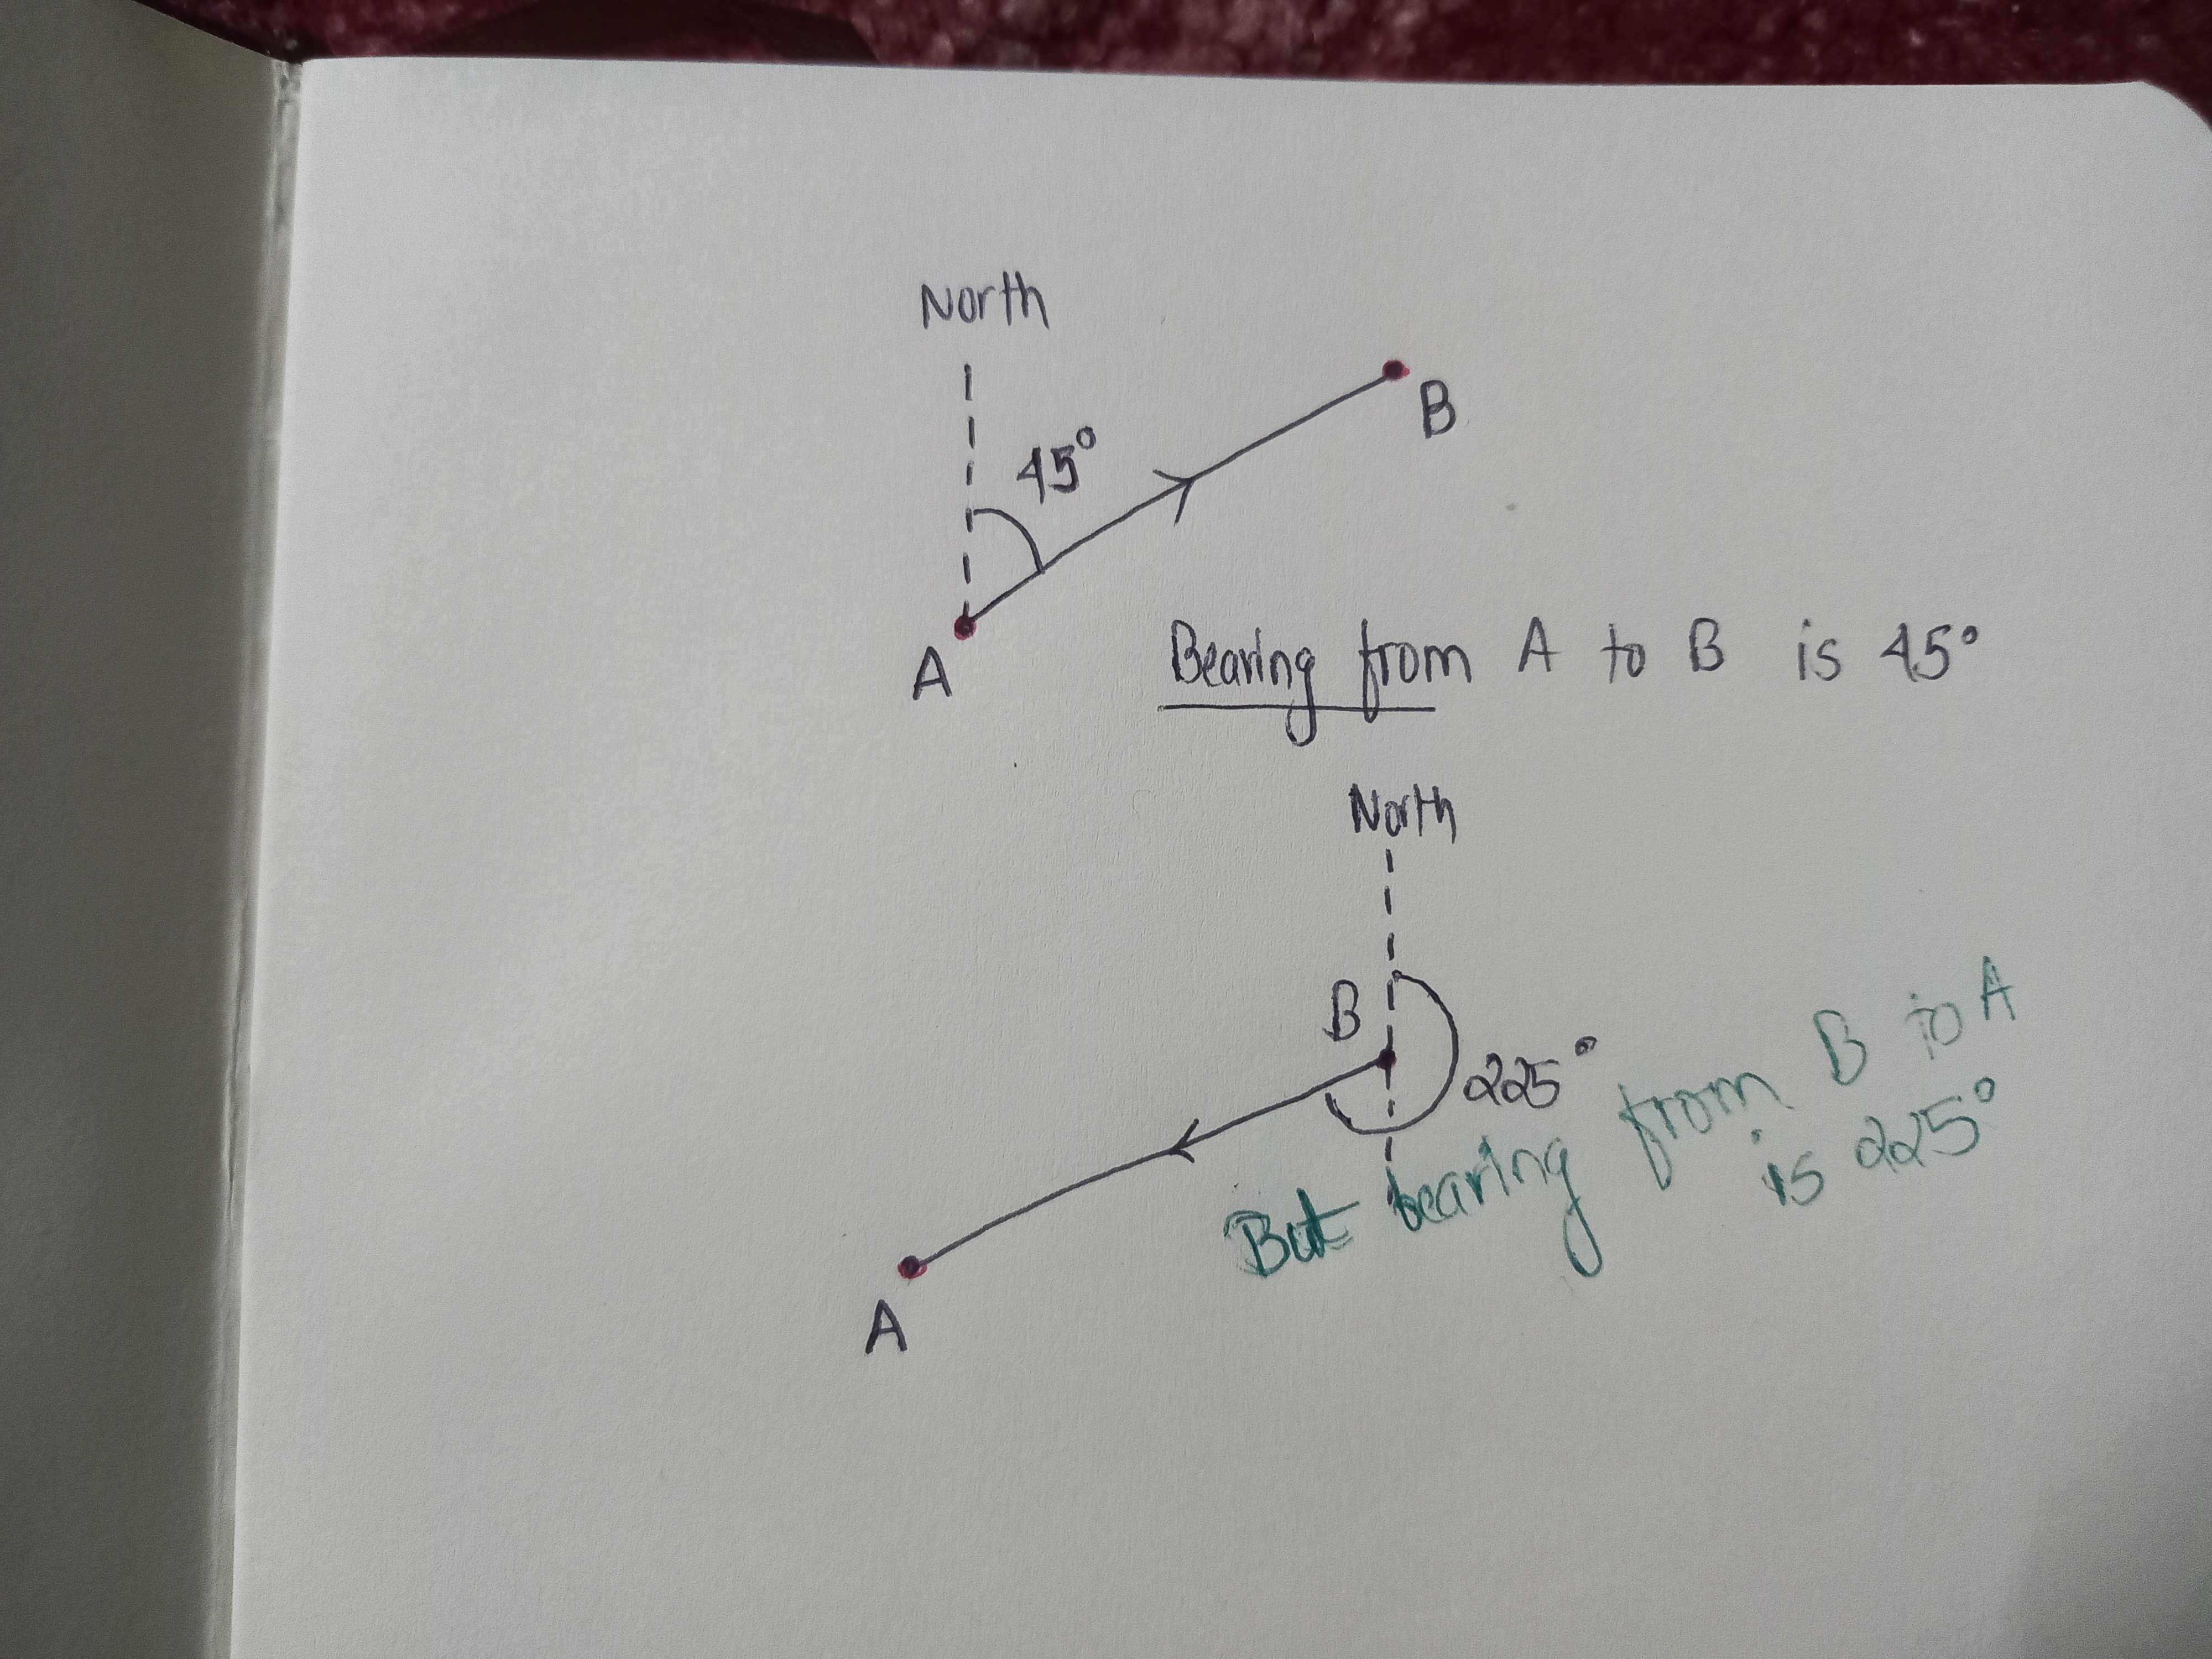 North
45°
B
A
Bearing from A to B is 45°
North
B
225°
But bearing from B to A
is 225°
A